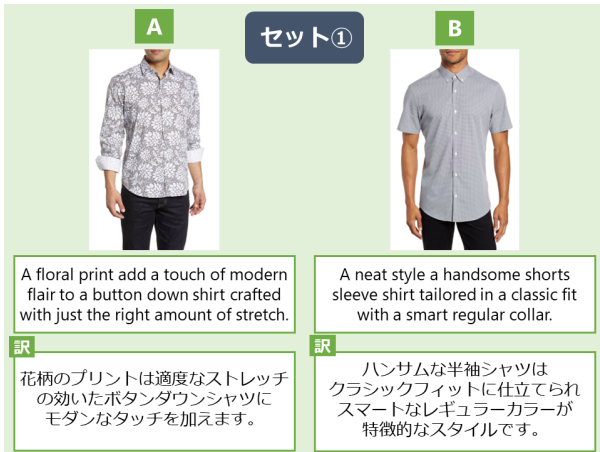 A
セット①
B
A floral print add a touch of modern
flair to a button down shirt crafted
with just the right amount of stretch.
A neat style a handsome shorts
sleeve shirt tailored in a classic fit
with a smart regular collar.
訳
花柄のプリントは適度なストレッチ
の効いたボタンダウンシャツに
モダンなタッチを加えます。
訳
ハンサムな半袖シャツは
クラシックフィットに仕立てられ
スマートなレギュラーカラーが
特徴的なスタイルです。